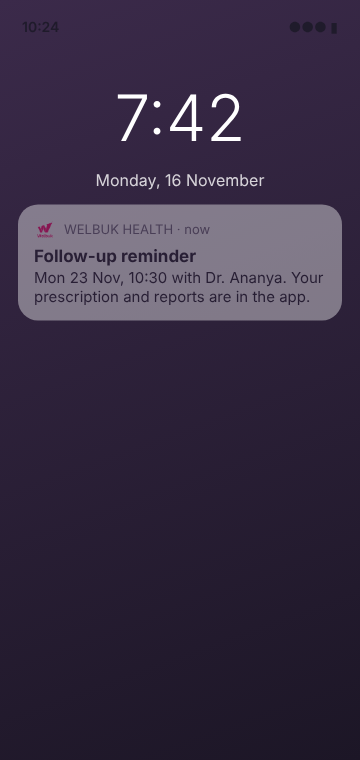 10:24
7:42
Monday, 16 November
WELBUK HEALTH · now
Follow-up reminder
Mon 23 Nov, 10:30 with Dr. Ananya. Your
prescription and reports are in the app.